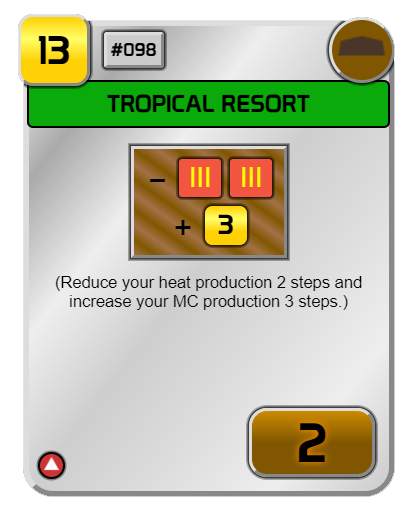 13
#098
TROPICAL RESORT
-
+ 3
(Reduce your heat production 2 steps and
increase your MC production 3 steps.)
2